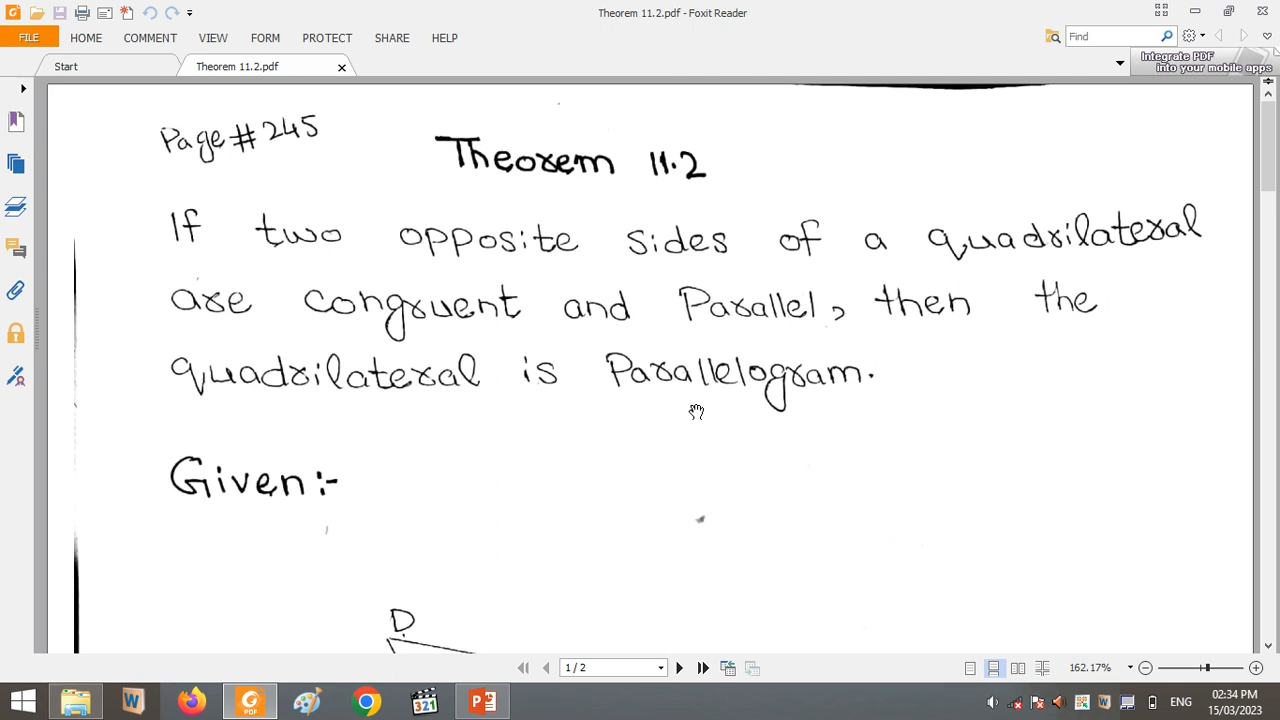 Theorem 11.2.pdf - Foxit Reader
FILE HOME COMMENT VIEW FORM PROTECT SHARE HELP
Find
Start
Theorem 11.2.pdf
Integrate PDF
into your mobile apps
Page # 245
Theorem 11.2
If two opposite sides of a quadrilateral
are congruent and Parallel, then the
quadrilateral is Parallelogram.
Given:-
D
1 / 2
162.17%
W
PDF
321
P
ENG
02:34 PM
15/03/2023